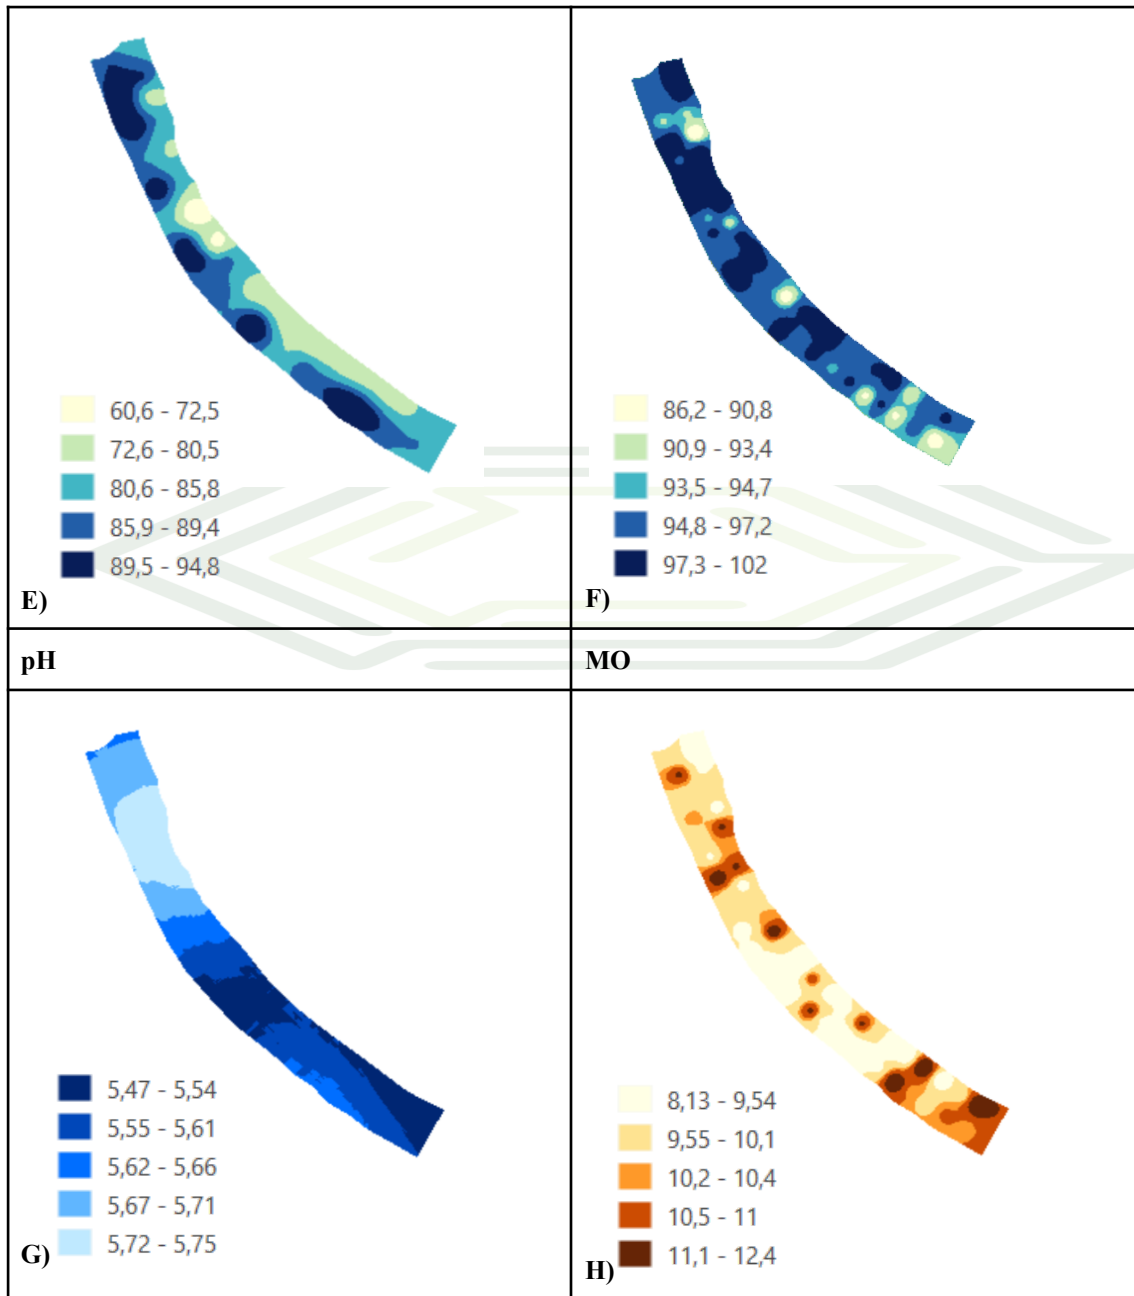 60,6 - 72,5
72,6 - 80,5
80,6 - 85,8
85,9 - 89,4
89,5 - 94,8
E)
86,2 - 90,8
90,9 - 93,4
93,5 - 94,7
94,8 - 97,2
97,3 - 102
F)
pH
MO
5,47 - 5,54
5,55 - 5,61
5,62 - 5,66
5,67 - 5,71
5,72 - 5,75
G)
8,13 - 9,54
9,55 - 10,1
10,2 - 10,4
10,5 - 11
11,1 - 12,4
H)